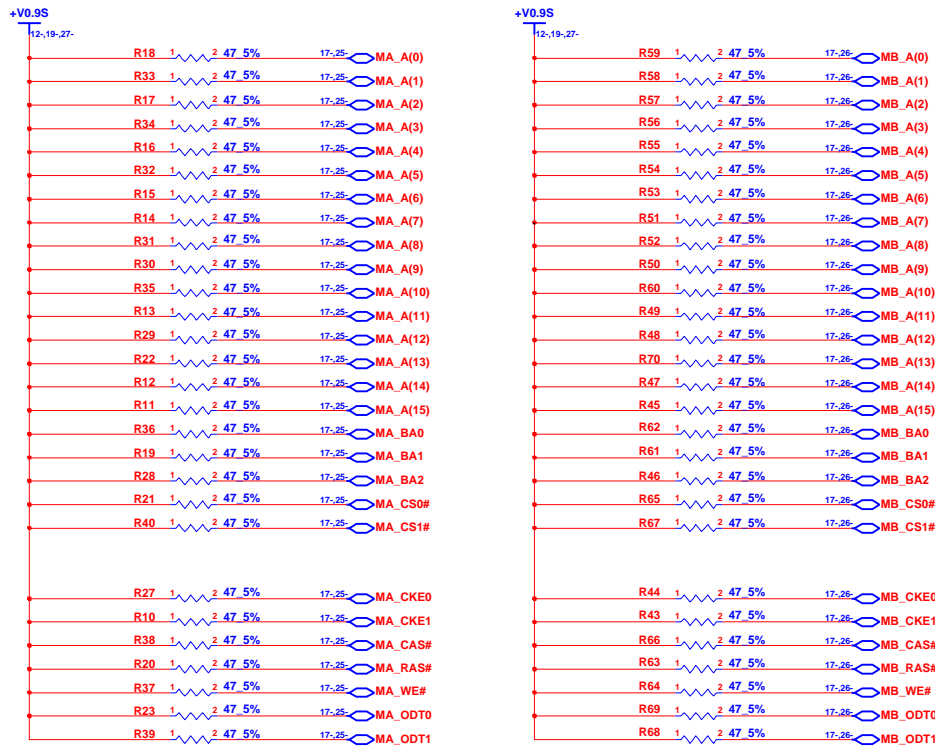 +V0.9S
12-,19-,27-
R18 1 2 47_5% 17-,25- MA_A(0)
R33 1 2 47_5% 17-,25- MA_A(1)
R17 1 2 47_5% 17-,25- MA_A(2)
R34 1 2 47_5% 17-,25- MA_A(3)
R16 1 2 47_5% 17-,25- MA_A(4)
R32 1 2 47_5% 17-,25- MA_A(5)
R15 1 2 47_5% 17-,25- MA_A(6)
R14 1 2 47_5% 17-,25- MA_A(7)
R31 1 2 47_5% 17-,25- MA_A(8)
R30 1 2 47_5% 17-,25- MA_A(9)
R35 1 2 47_5% 17-,25- MA_A(10)
R13 1 2 47_5% 17-,25- MA_A(11)
R29 1 2 47_5% 17-,25- MA_A(12)
R22 1 2 47_5% 17-,25- MA_A(13)
R12 1 2 47_5% 17-,25- MA_A(14)
R11 1 2 47_5% 17-,25- MA_A(15)
R36 1 2 47_5% 17-,25- MA_BA0
R19 1 2 47_5% 17-,25- MA_BA1
R28 1 2 47_5% 17-,25- MA_BA2
R21 1 2 47_5% 17-,25- MA_CS0#
R40 1 2 47_5% 17-,25- MA_CS1#
R27 1 2 47_5% 17-,25- MA_CKE0
R10 1 2 47_5% 17-,25- MA_CKE1
R38 1 2 47_5% 17-,25- MA_CAS#
R20 1 2 47_5% 17-,25- MA_RAS#
R37 1 2 47_5% 17-,25- MA_WE#
R23 1 2 47_5% 17-,25- MA_ODT0
R39 1 2 47_5% 17-,25- MA_ODT1
+V0.9S
12-,19-,27-
R59 1 2 47_5% 17-,26- MB_A(0)
R58 1 2 47_5% 17-,26- MB_A(1)
R57 1 2 47_5% 17-,26- MB_A(2)
R56 1 2 47_5% 17-,26- MB_A(3)
R55 1 2 47_5% 17-,26- MB_A(4)
R54 1 2 47_5% 17-,26- MB_A(5)
R53 1 2 47_5% 17-,26- MB_A(6)
R51 1 2 47_5% 17-,26- MB_A(7)
R52 1 2 47_5% 17-,26- MB_A(8)
R50 1 2 47_5% 17-,26- MB_A(9)
R60 1 2 47_5% 17-,26- MB_A(10)
R49 1 2 47_5% 17-,26- MB_A(11)
R48 1 2 47_5% 17-,26- MB_A(12)
R70 1 2 47_5% 17-,26- MB_A(13)
R47 1 2 47_5% 17-,26- MB_A(14)
R45 1 2 47_5% 17-,26- MB_A(15)
R62 1 2 47_5% 17-,26- MB_BA0
R61 1 2 47_5% 17-,26- MB_BA1
R46 1 2 47_5% 17-,26- MB_BA2
R65 1 2 47_5% 17-,26- MB_CS0#
R67 1 2 47_5% 17-,26- MB_CS1#
R44 1 2 47_5% 17-,26- MB_CKE0
R43 1 2 47_5% 17-,26- MB_CKE1
R66 1 2 47_5% 17-,26- MB_CAS#
R63 1 2 47_5% 17-,26- MB_RAS#
R64 1 2 47_5% 17-,26- MB_WE#
R69 1 2 47_5% 17-,26- MB_ODT0
R68 1 2 47_5% 17-,26- MB_ODT1